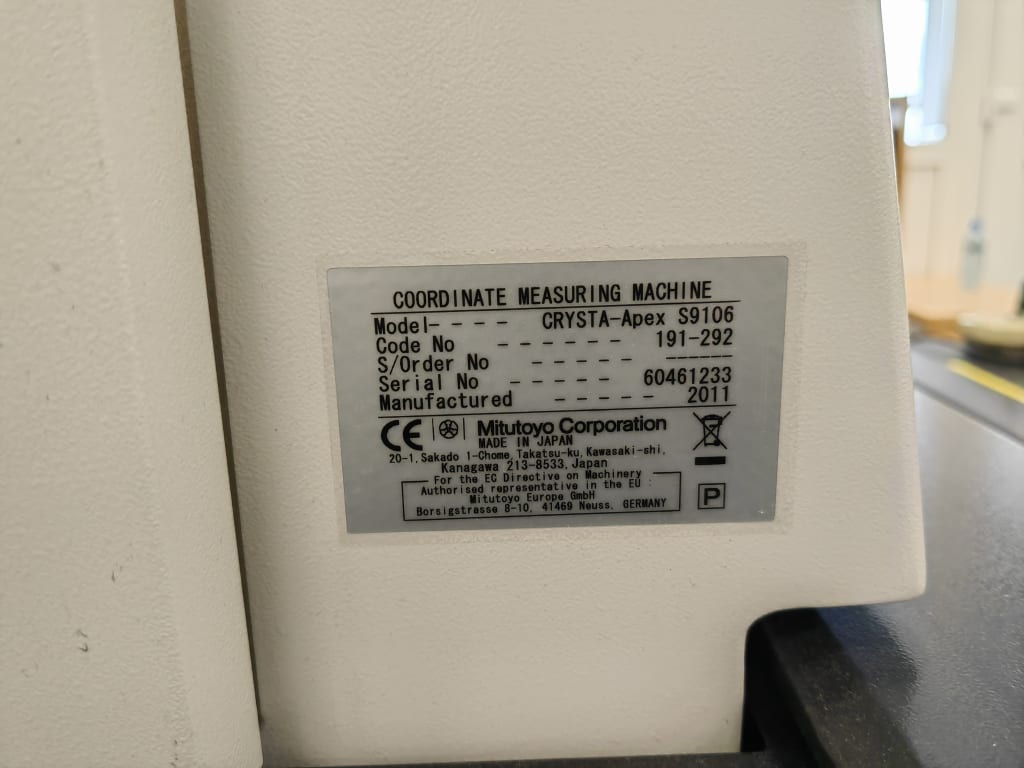 COORDINATE MEASURING MACHINE
Model- - - - - CRYSTA-Apex S9106
Code No - - - - - - 191-292
S/Order No - - - - - ------
Serial No - - - - - 60461233
Manufactured - - - - - 2011
CE Mitutoyo Corporation
MADE IN JAPAN
20-1, Sakado 1-Chome, Takatsu-ku, Kawasaki-shi,
Kanagawa 213-8533, Japan
For the EC Directive on Machinery
Authorised representative in the EU :
Mitutoyo Europe GmbH
Borsigstrasse 8-10, 41469 Neuss, GERMANY
P